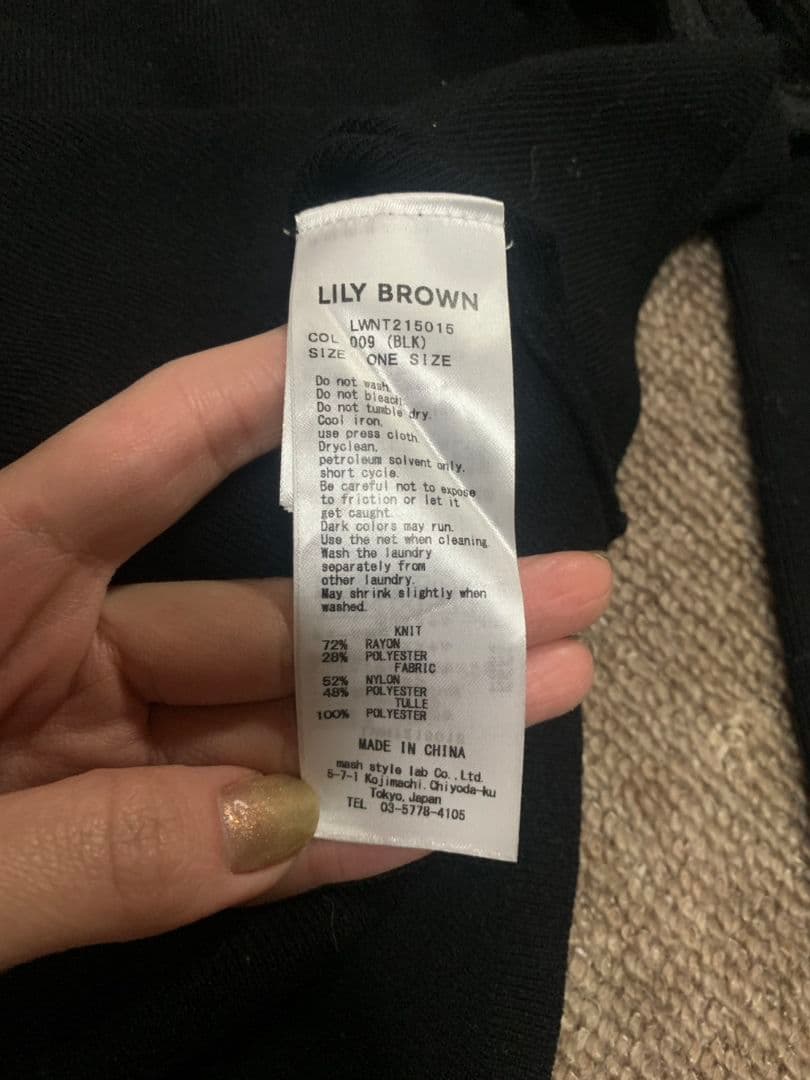 LILY BROWN
LWNT215015
COL 009 (BLK)
SIZE ONE SIZE
Do not wash
Do not bleach.
Do not tumble dry.
Cool iron.
use press cloth
Dryclean.
petroleum solvent only.
short cycle.
Be careful not to expose
to friction or let it
get caught.
Dark colors may run.
Use the net when cleaning
Wash the laundry
separately from
other laundry.
May shrink slightly when
washed.
KNIT
72% RAYON
28% POLYESTER
FABRIC
52% NYLON
48% POLYESTER
TULLE
100% POLYESTER
MADE IN CHINA
mash style lab Co.,Ltd.
5-7-1 Kojimachi. Chiyoda-ku
Tokyo, Japan
TEL 03-5778-4105